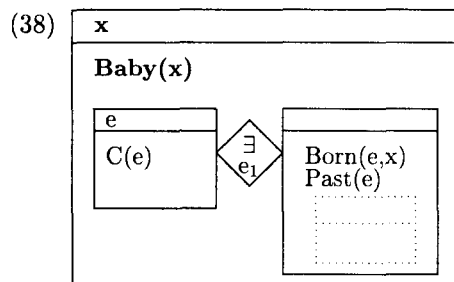 (38) x
Baby(x)
e
C(e)
∃
e₁
Born(e,x)
Past(e)